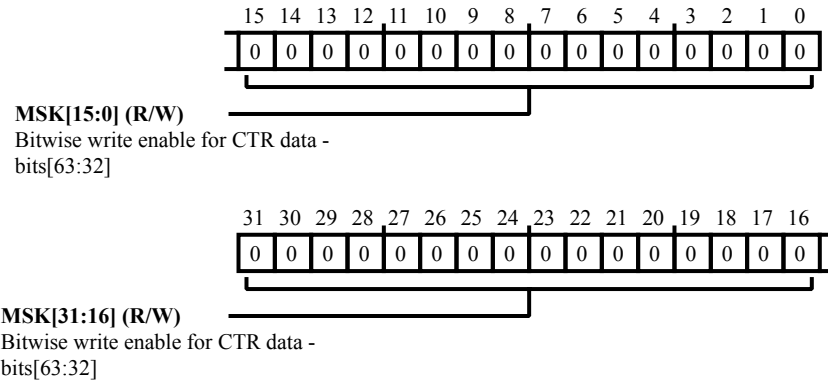 15 14 13 12 11 10 9 8 7 6 5 4 3 2 1 0
0 0 0 0 0 0 0 0 0 0 0 0 0 0 0 0
MSK[15:0] (R/W)
Bitwise write enable for CTR data -
bits[63:32]
31 30 29 28 27 26 25 24 23 22 21 20 19 18 17 16
0 0 0 0 0 0 0 0 0 0 0 0 0 0 0 0
MSK[31:16] (R/W)
Bitwise write enable for CTR data -
bits[63:32]